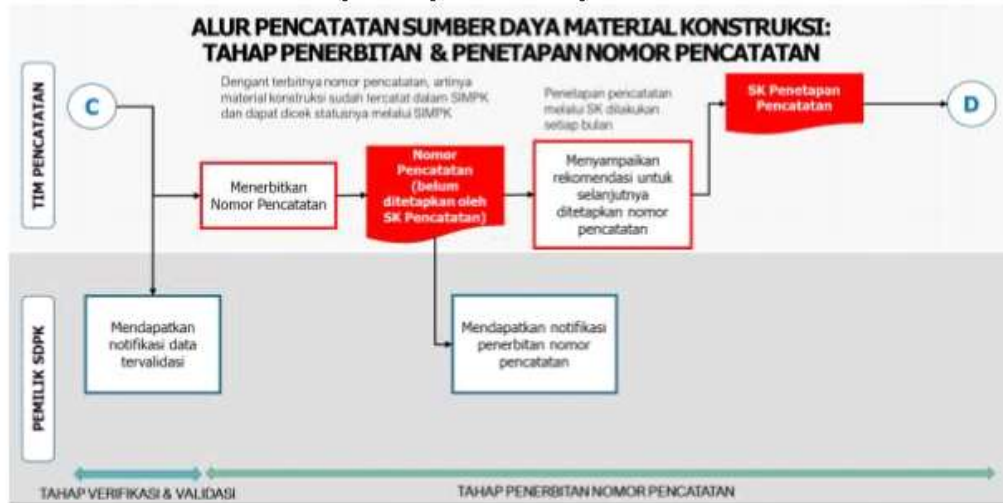 ALUR PENCATATAN SUMBER DAYA MATERIAL KONSTRUKSI:
TAHAP PENERBITAN & PENETAPAN NOMOR PENCATATAN
TIM PENCATATAN
C
Dengant terbitnya nomor pencatatan, artinya
material konstruksi sudah tercatat dalam SIMPK
dan dapat dicek statusnya melalui SIMPK
Menerbitkan
Nomor Pencatatan
Nomor
Pencatatan
(belum
ditetapkan oleh
SK Pencatatan)
Penetapan pencatatan
melalu SK dilakukan
setiap bulan
Menyampaikan
rekomendasi untuk
selanjutnya
ditetapkan nomor
pencatatan
SK Penetapan
Pencatatan
D
PEMILIK SDPK
Mendapatkan
notifikasi data
tervalidasi
Mendapatkan notifikasi
penerbitan nomor
pencatatan
TAHAP VERIFIKASI & VALIDASI
TAHAP PENERBITAN NOMOR PENCATATAN